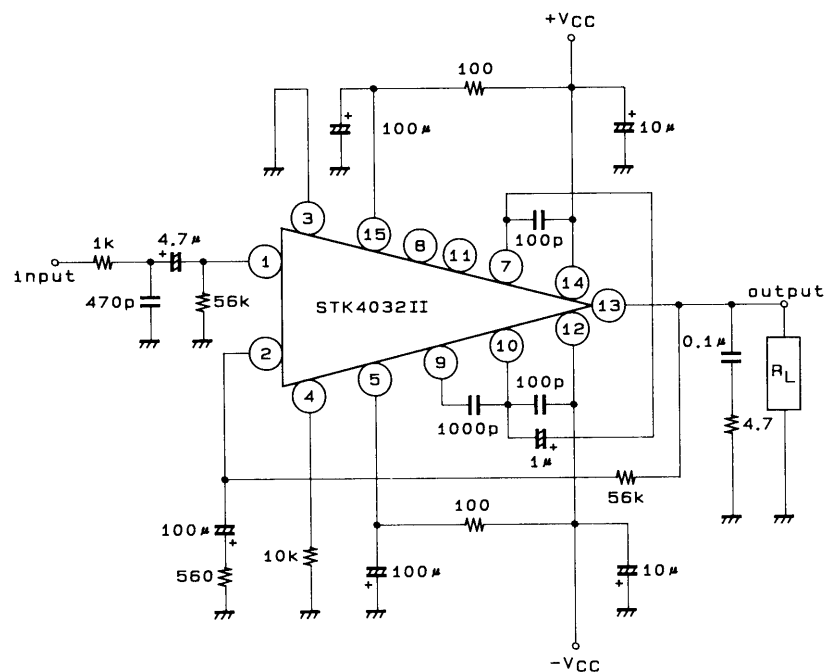 +VCC
100
+
100μ
+
10μ
3
15
8
11
7
100p
14
1k
4.7μ
+
1
input
470p
56k
STK4032II
13
output
12
2
10
0.1μ
RL
9
5
4
100p
1000p
4.7
1μ
+
56k
100
100μ
+
560
10k
+
100μ
+
10μ
−VCC